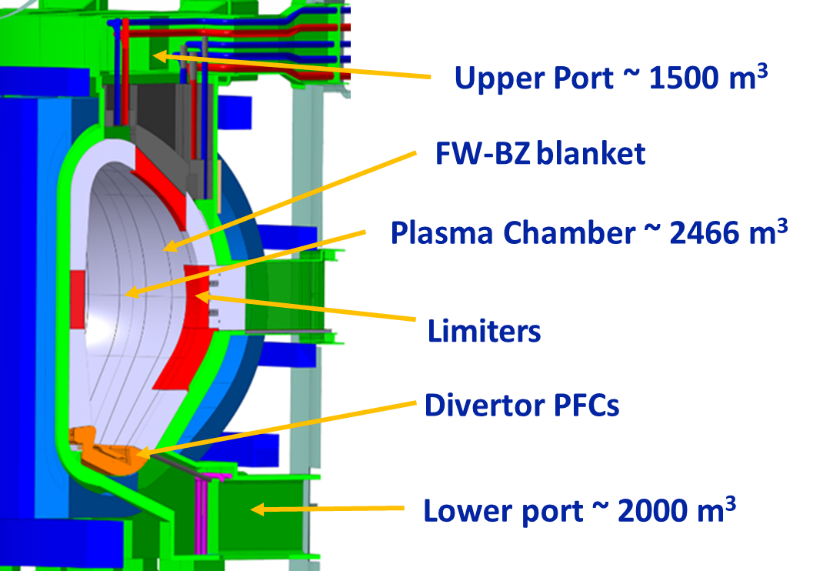 Upper Port ~ 1500 m³
FW-BZ blanket
Plasma Chamber ~ 2466 m³
Limiters
Divertor PFCs
Lower port ~ 2000 m³